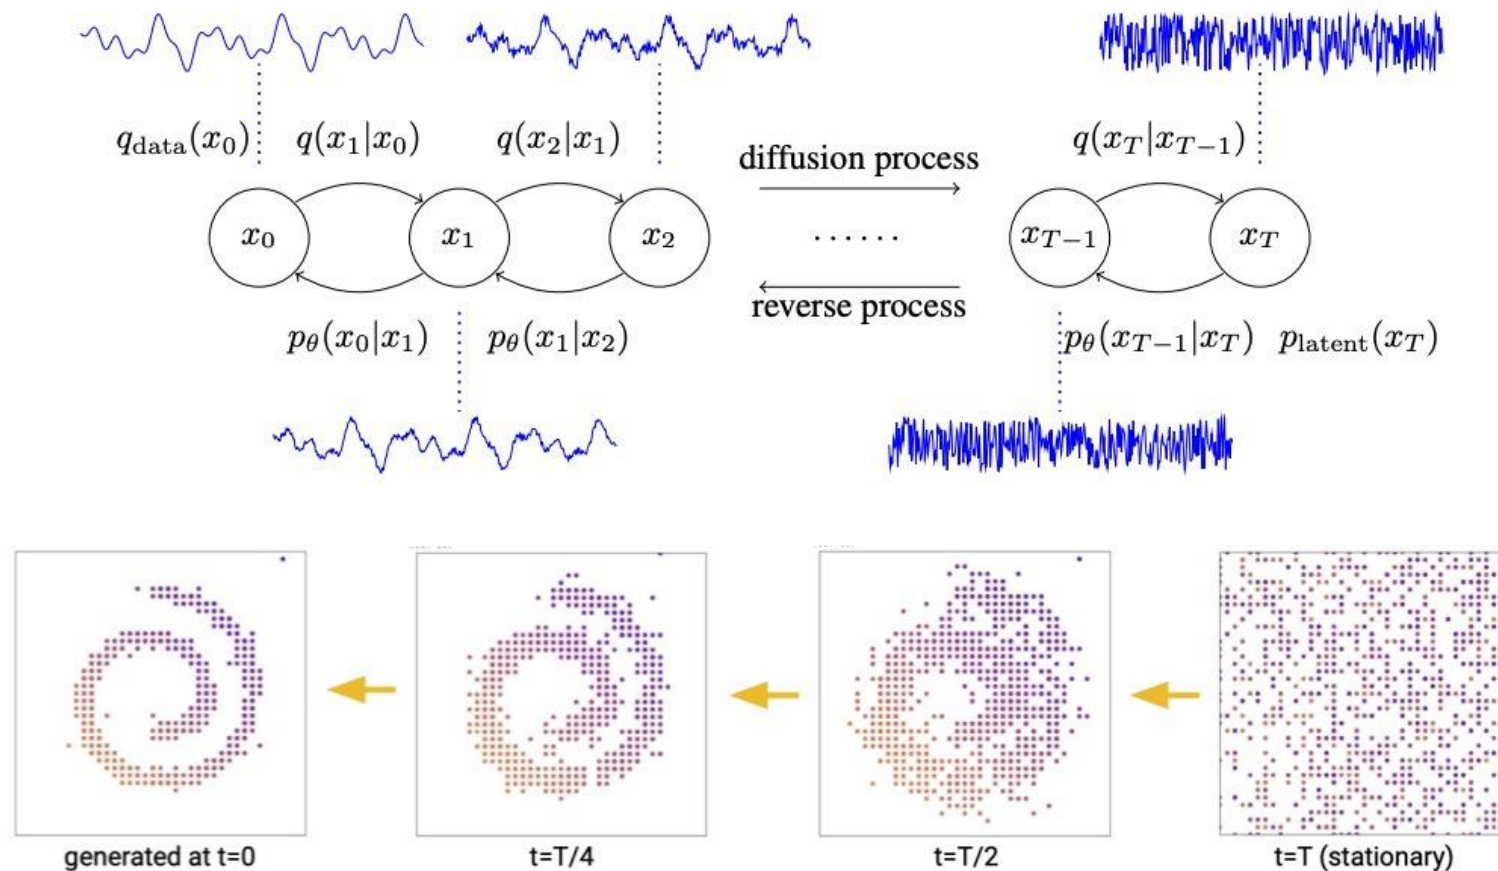 q_data(x_0) q(x_1|x_0) q(x_2|x_1) q(x_T|x_{T-1})
diffusion process
x_0 x_1 x_2 ...... x_{T-1} x_T
reverse process
p_θ(x_0|x_1) p_θ(x_1|x_2) p_θ(x_{T-1}|x_T) p_latent(x_T)
generated at t=0 t=T/4 t=T/2 t=T (stationary)